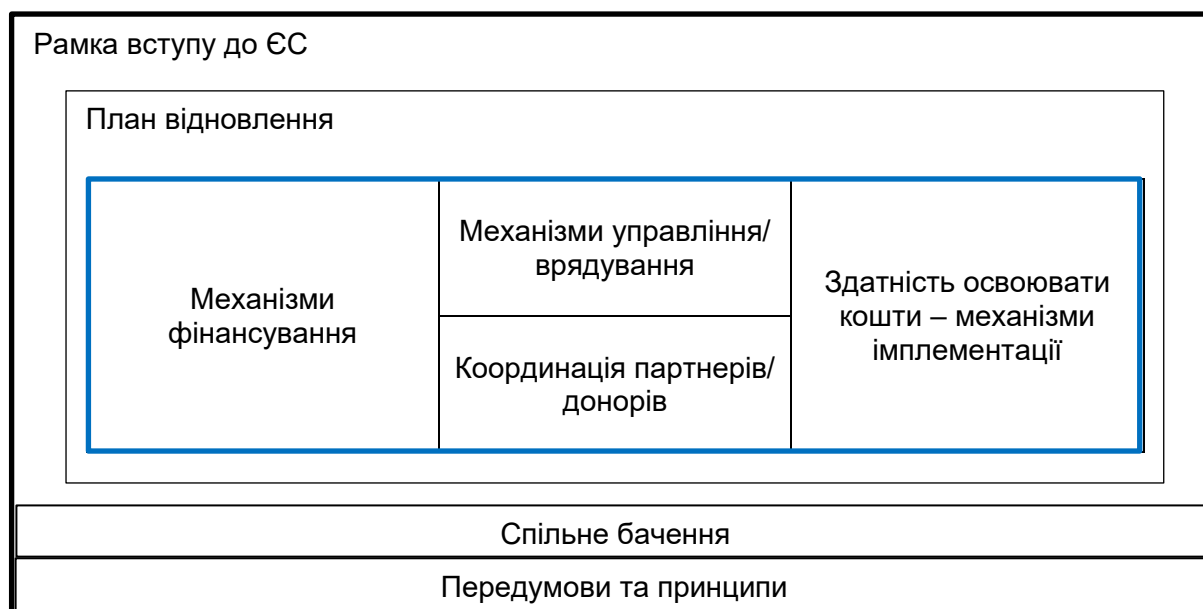 Рамка вступу до ЄС
План відновлення
Механізми
фінансування
Механізми управління/
врядування
Координація партнерів/
донорів
Здатність освоювати
кошти – механізми
імплементації
Спільне бачення
Передумови та принципи